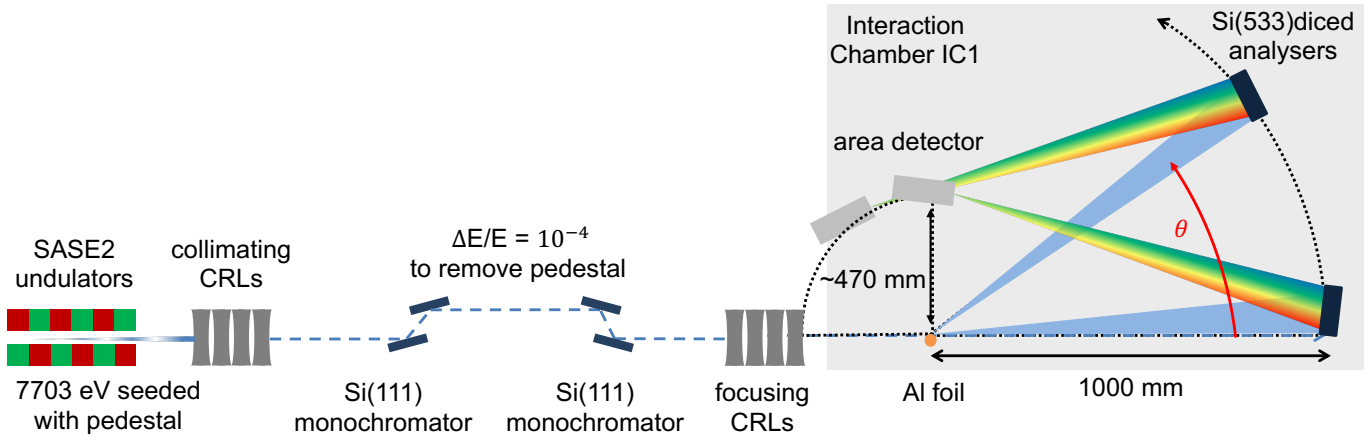 SASE2
undulators
7703 eV seeded
with pedestal
collimating
CRLs
ΔE/E = 10⁻⁴
to remove pedestal
Si(111)
monochromator
Si(111)
monochromator
focusing
CRLs
Interaction
Chamber IC1
Si(533)diced
analysers
area detector
θ
~470 mm
Al foil
1000 mm